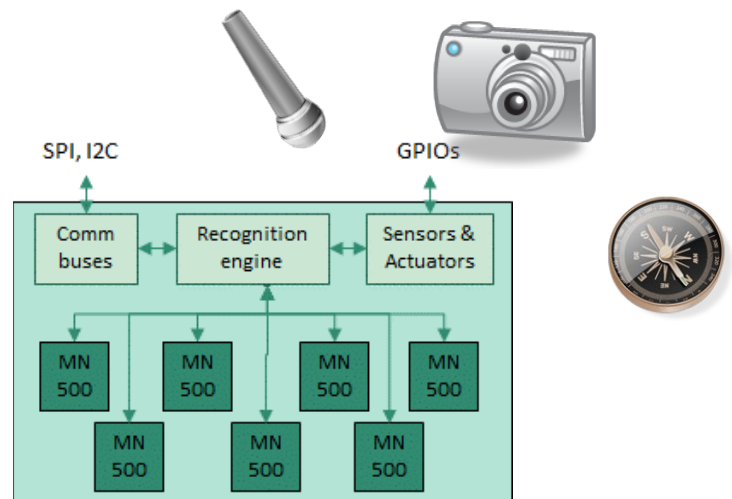 SPI, I2C
GPIOs
Comm
buses
Recognition
engine
Sensors &
Actuators
MN
500
MN
500
MN
500
MN
500
MN
500
MN
500
MN
500